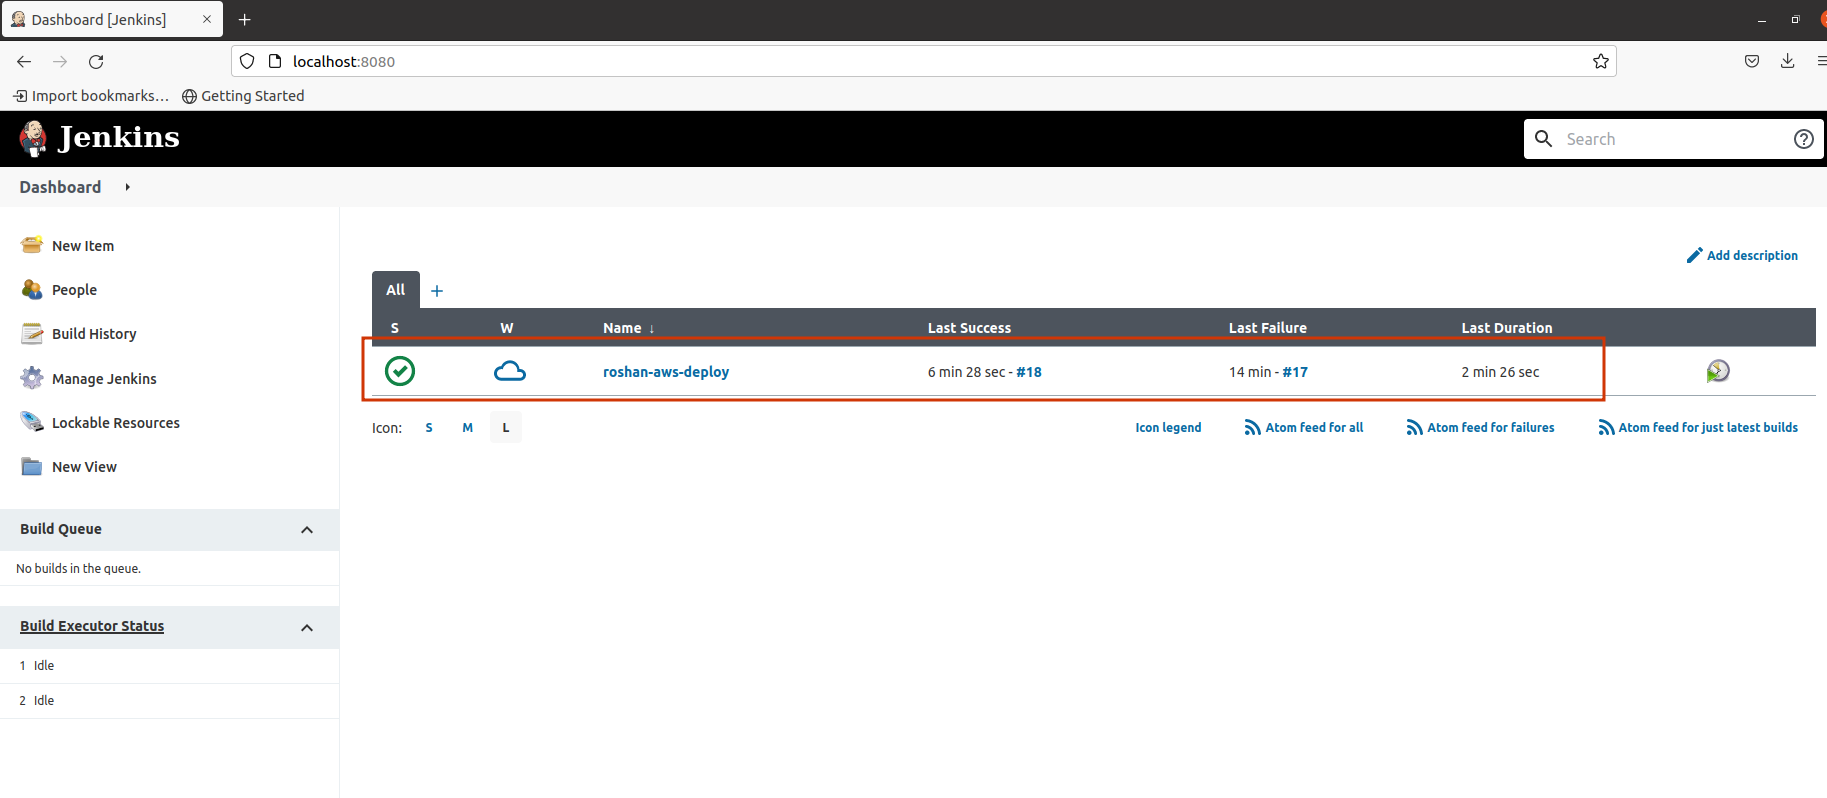 Dashboard [Jenkins]
localhost:8080
Import bookmarks... Getting Started
Jenkins
Search
Dashboard
New Item
People
Build History
Manage Jenkins
Lockable Resources
New View
Build Queue
No builds in the queue.
Build Executor Status
1 Idle
2 Idle
Add description
All +
S W Name ↓ Last Success Last Failure Last Duration
roshan-aws-deploy 6 min 28 sec - #18 14 min - #17 2 min 26 sec
Icon: S M L Icon legend Atom feed for all Atom feed for failures Atom feed for just latest builds